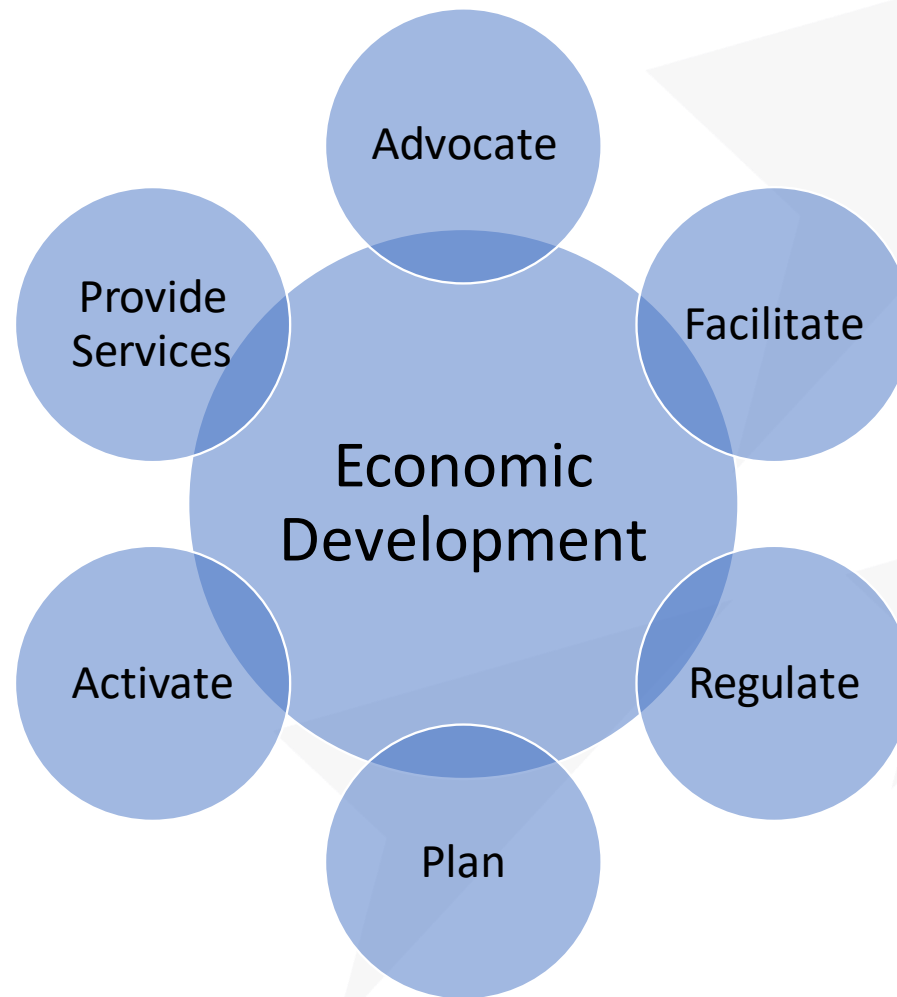 Advocate
Provide
Services
Facilitate
Economic
Development
Activate
Regulate
Plan